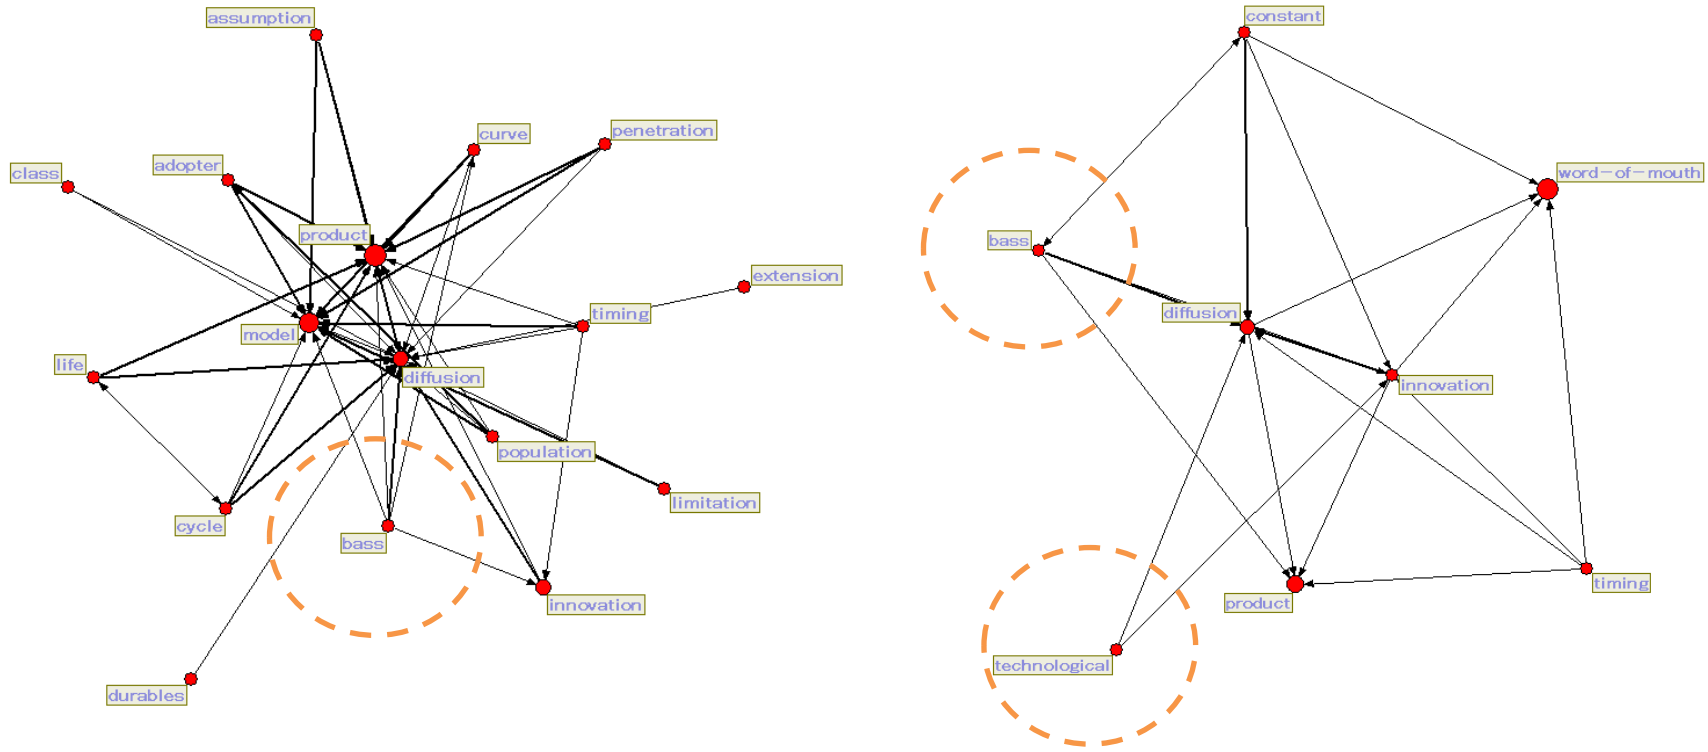 assumption
curve
penetration
adopter
class
product
extension
timing
model
life
diffusion
population
limitation
cycle
bass
innovation
durables
constant
word-of-mouth
bass
diffusion
innovation
timing
product
technological